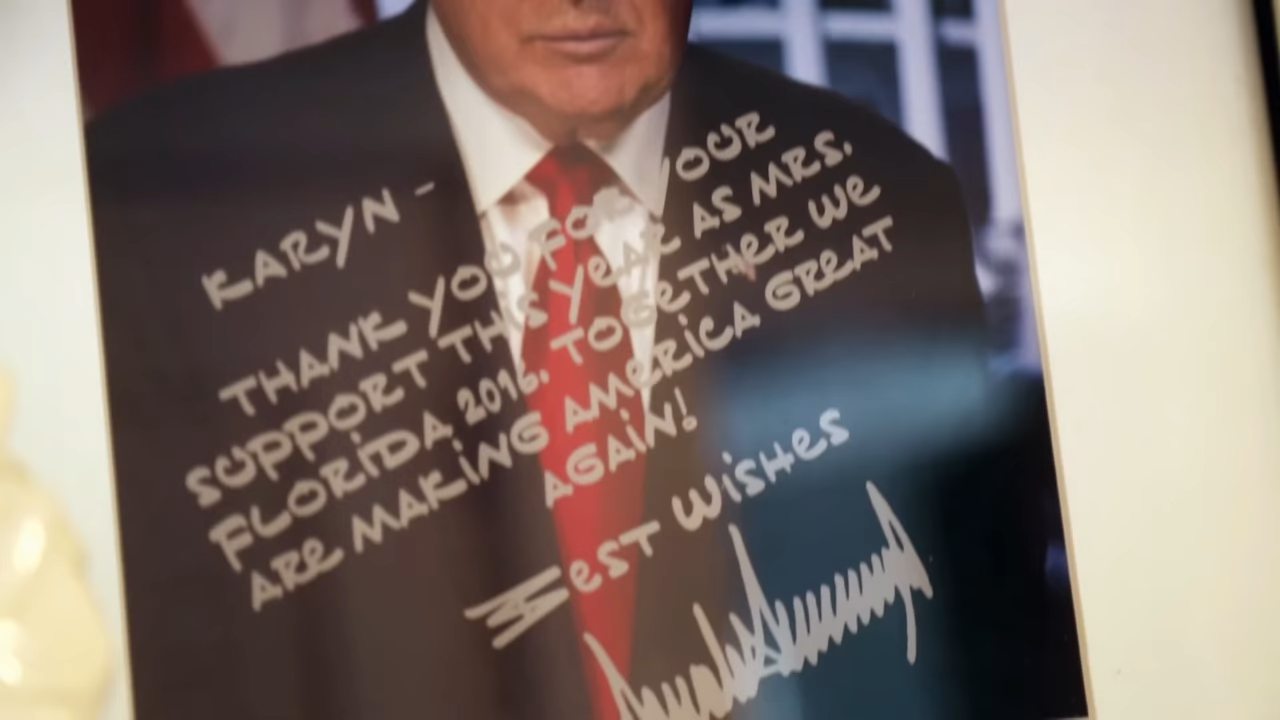 KARYN -
THANK YOU FOR YOUR
SUPPORT THIS YEAR AS MRS.
FLORIDA 2016. TOGETHER WE
ARE MAKING AMERICA GREAT
AGAIN!
BEST WISHES